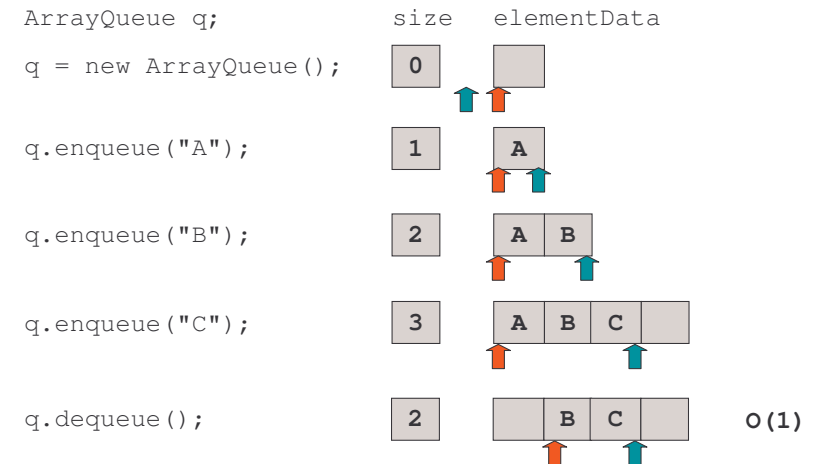 ArrayQueue q; size elementData
q = new ArrayQueue(); 0
q.enqueue("A"); 1 A
q.enqueue("B"); 2 A B
q.enqueue("C"); 3 A B C
q.dequeue(); 2 B C O(1)